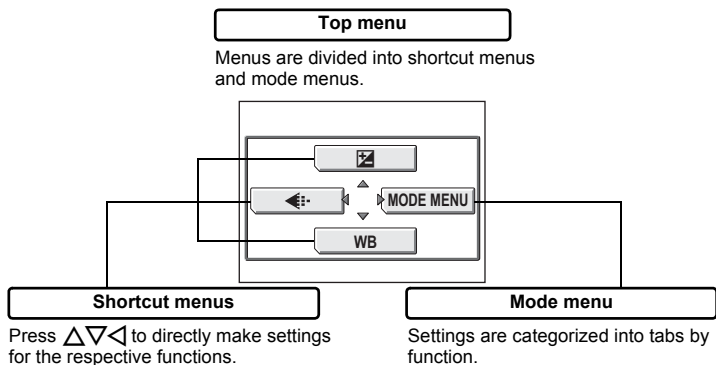 Top menu
Menus are divided into shortcut menus
and mode menus.
MODE MENU
WB
Shortcut menus
Press △▽◁ to directly make settings
for the respective functions.
Mode menu
Settings are categorized into tabs by
function.